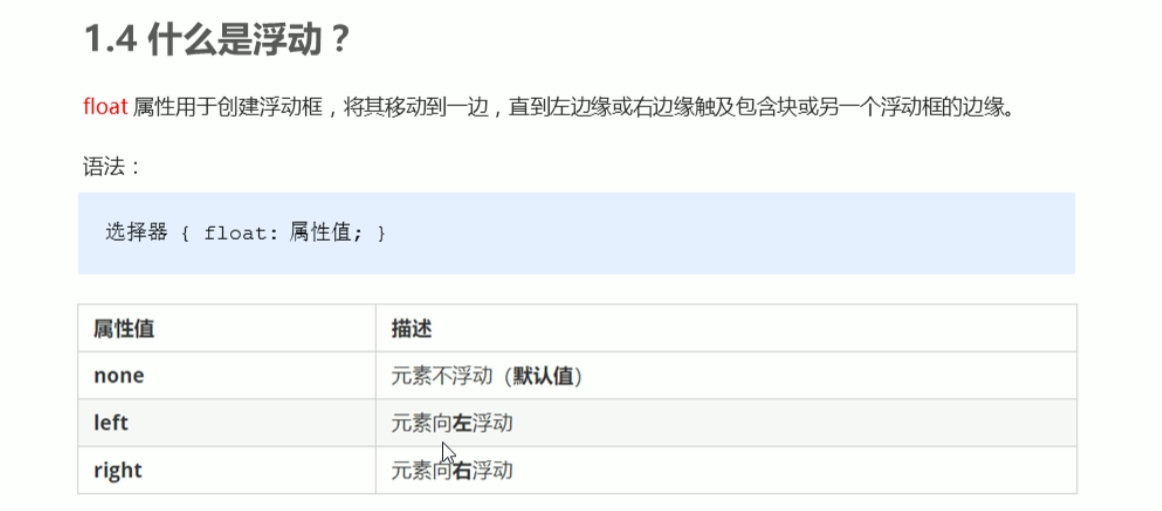 1.4 什么是浮动？
float 属性用于创建浮动框，将其移动到一边，直到左边缘或右边缘触及包含块或另一个浮动框的边缘。
语法：
选择器 { float: 属性值; }
属性值 描述
none 元素不浮动（默认值）
left 元素向左浮动
right 元素向右浮动